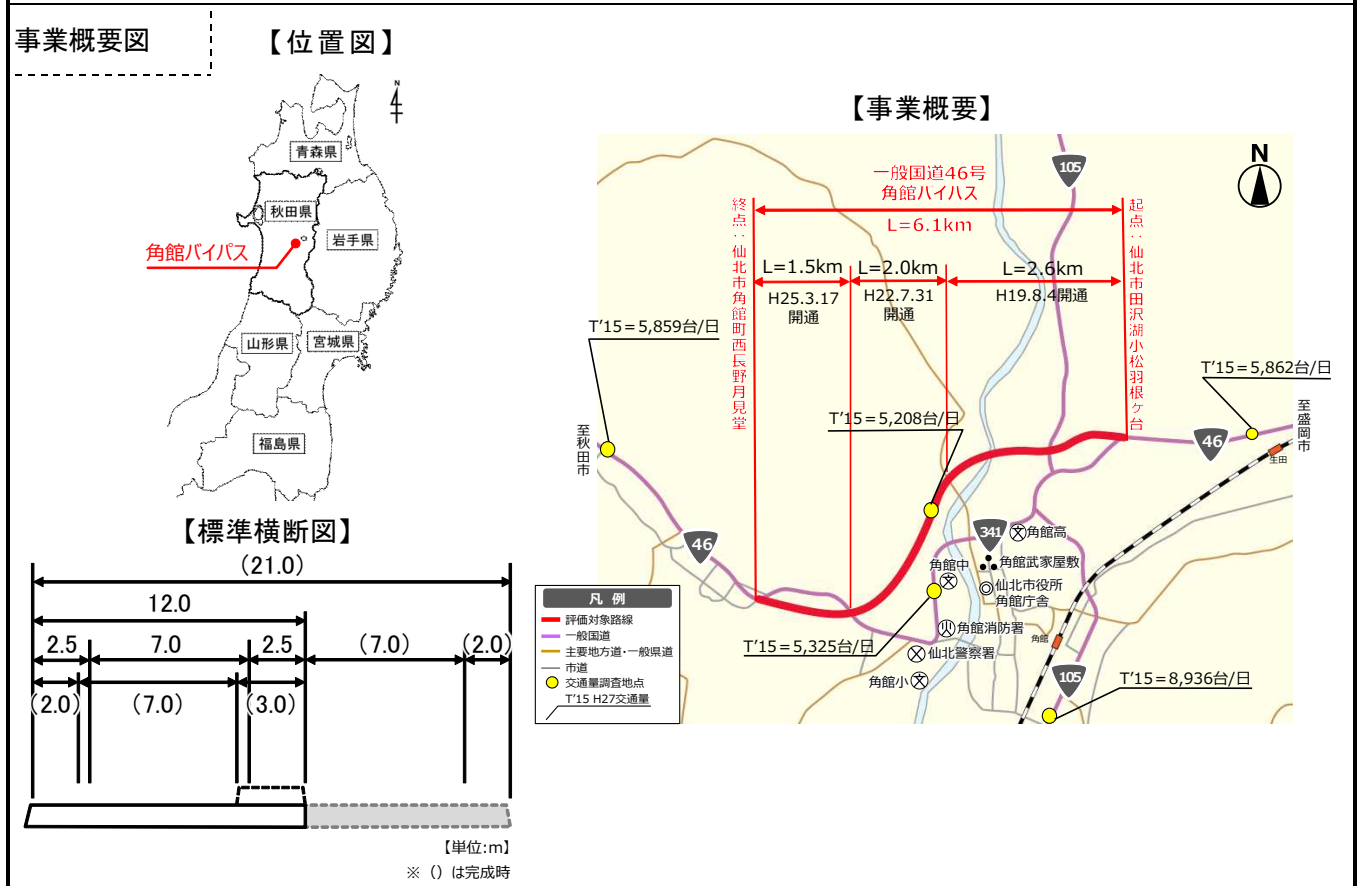 事業概要図
【位置図】
N
青森県
秋田県
岩手県
角館バイパス
山形県
宮城県
福島県
【標準横断図】
(21.0)
12.0
2.5
7.0
2.5
(7.0)
(2.0)
(2.0)
(7.0)
(3.0)
【単位:m】
※ () は完成時
【事業概要】
N
一般国道46号
角館バイパス
L=6.1km
終点:仙北市角館町西長野月見堂
起点:仙北市田沢湖小松羽根ヶ台
L=1.5km
L=2.0km
L=2.6km
H25.3.17
開通
H22.7.31
開通
H19.8.4開通
105
T'15=5,859台/日
T'15=5,208台/日
T'15=5,862台/日
至秋田市
至盛岡市
46
生田
46
341
角館高
角館武家屋敷
角館中
仙北市役所
角館庁舎
角館消防署
仙北警察署
角館小
角館
T'15=5,325台/日
105
T'15=8,936台/日
凡 例
評価対象路線
一般国道
主要地方道・一般県道
市道
交通量調査地点
T'15 H27交通量